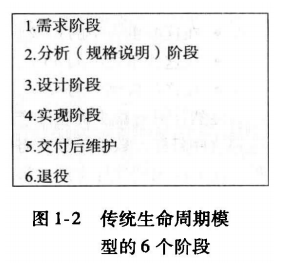 1.需求阶段
2.分析（规格说明）阶段
3.设计阶段
4.实现阶段
5.交付后维护
6.退役
图 1-2 传统生命周期模
型的 6 个阶段